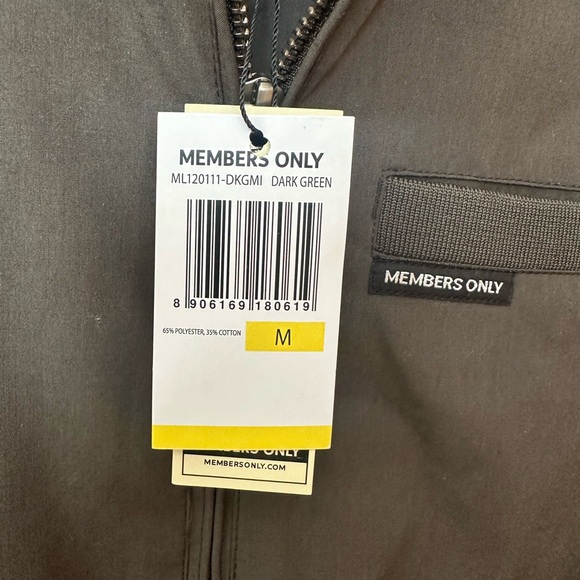 MEMBERS ONLY
ML120111-DKGMI DARK GREEN
8 906169 180619
65% POLYESTER, 35% COTTON
M
MEMBERS ONLY
MEMBERSONLY.COM
MEMBERS ONLY